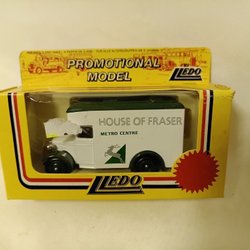 PROMOTIONAL
MODEL
LLEDO
HOUSE OF FRASER
METRO CENTRE
LLEDO